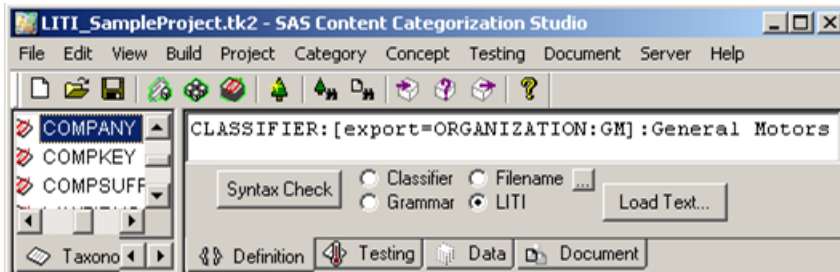 LITI_SampleProject.tk2 - SAS Content Categorization Studio
File Edit View Build Project Category Concept Testing Document Server Help
COMPANY
CLASSIFIER:[export=ORGANIZATION:GM]:General Motors
COMPKEY
COMPSUFF
Syntax Check
Classifier Filename ...
Grammar LITI
Load Text...
Taxono Definition Testing Data Document